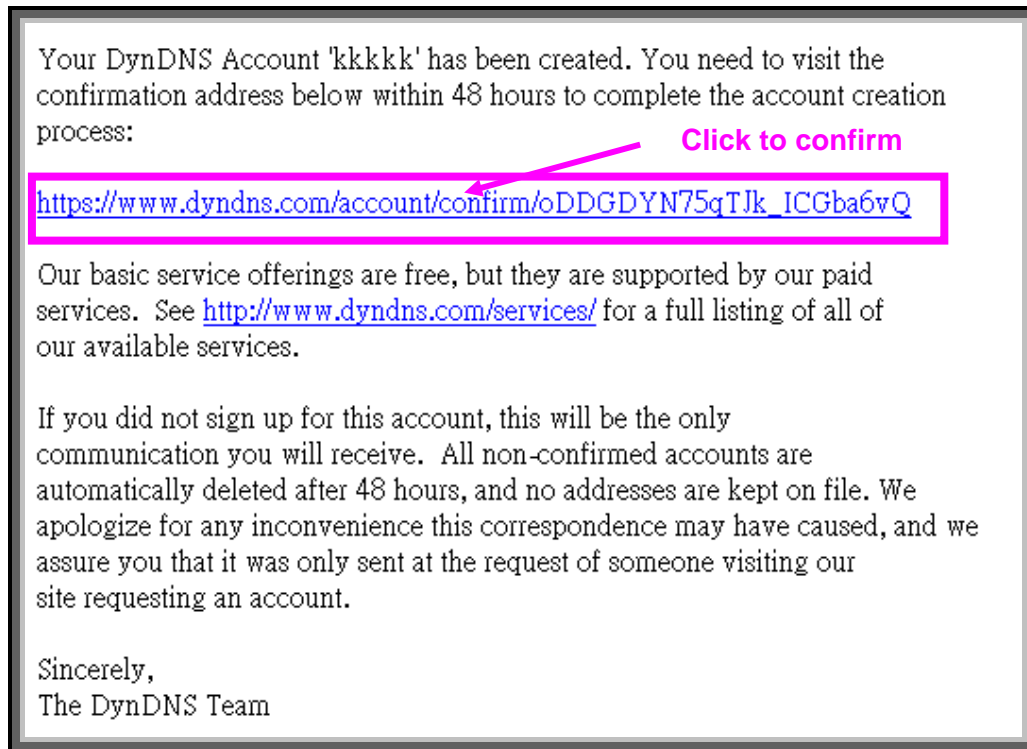 Your DynDNS Account 'kkkkk' has been created. You need to visit the
confirmation address below within 48 hours to complete the account creation
process:
Click to confirm
https://www.dyndns.com/account/confirm/oDDGDYN75qTJk_ICGba6vQ
Our basic service offerings are free, but they are supported by our paid
services.  See http://www.dyndns.com/services/ for a full listing of all of
our available services.
If you did not sign up for this account, this will be the only
communication you will receive.  All non-confirmed accounts are
automatically deleted after 48 hours, and no addresses are kept on file. We
apologize for any inconvenience this correspondence may have caused, and we
assure you that it was only sent at the request of someone visiting our
site requesting an account.
Sincerely,
The DynDNS Team